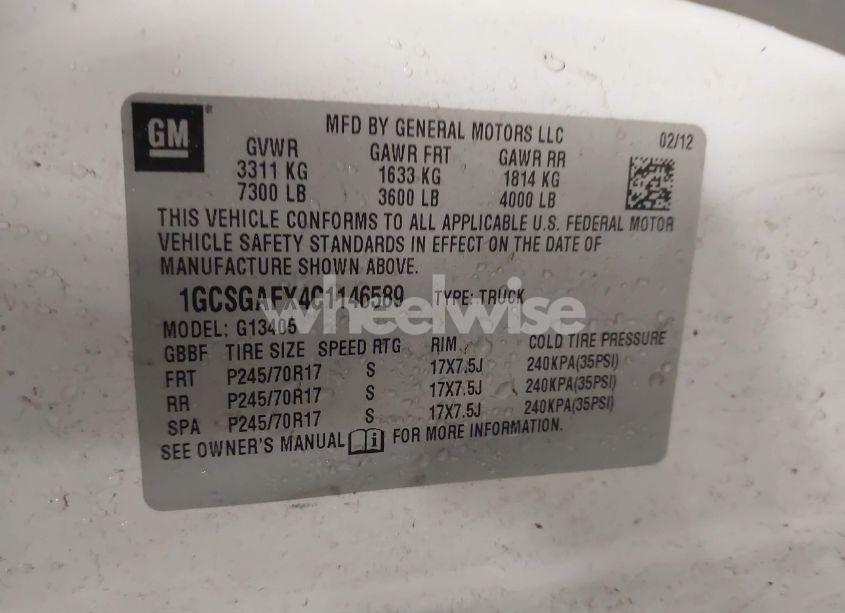 GM ®
MFD BY GENERAL MOTORS LLC 02/12
GVWR GAWR FRT GAWR RR
3311 KG 1633 KG 1814 KG
7300 LB 3600 LB 4000 LB
THIS VEHICLE CONFORMS TO ALL APPLICABLE U.S. FEDERAL MOTOR
VEHICLE SAFETY STANDARDS IN EFFECT ON THE DATE OF
MANUFACTURE SHOWN ABOVE.
TYPE: TRUCK
wheelwise
MODEL: G13405
GBBF TIRE SIZE SPEED RTG RIM COLD TIRE PRESSURE
FRT P245/70R17 S 17X7.5J 240KPA(35PSI)
RR P245/70R17 S 17X7.5J 240KPA(35PSI)
SPA P245/70R17 S 17X7.5J 240KPA(35PSI)
SEE OWNER'S MANUAL FOR MORE INFORMATION.